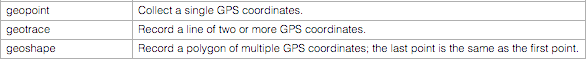 geopoint Collect a single GPS coordinates.
geotrace Record a line of two or more GPS coordinates.
geoshape Record a polygon of multiple GPS coordinates; the last point is the same as the first point.